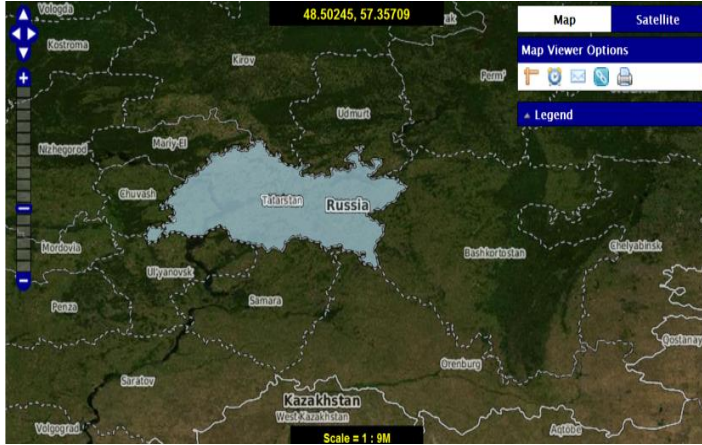 Vologda
48.50245, 57.35709
Map
Satellite
Kostroma
Map Viewer Options
Kirov
Perm'
Legend
Udmurt
Nizhegorod
Mariy-El
Chuvash
Tatarstan
Russia
Mordovia
Bashkortostan
Chelyabinsk
Ul'yanovsk
Penza
Samara
Qostanay
Orenburg
Saratov
Kazakhstan
West Kazakhstan
Volgograd
Aqtobe
Scale = 1 : 9M